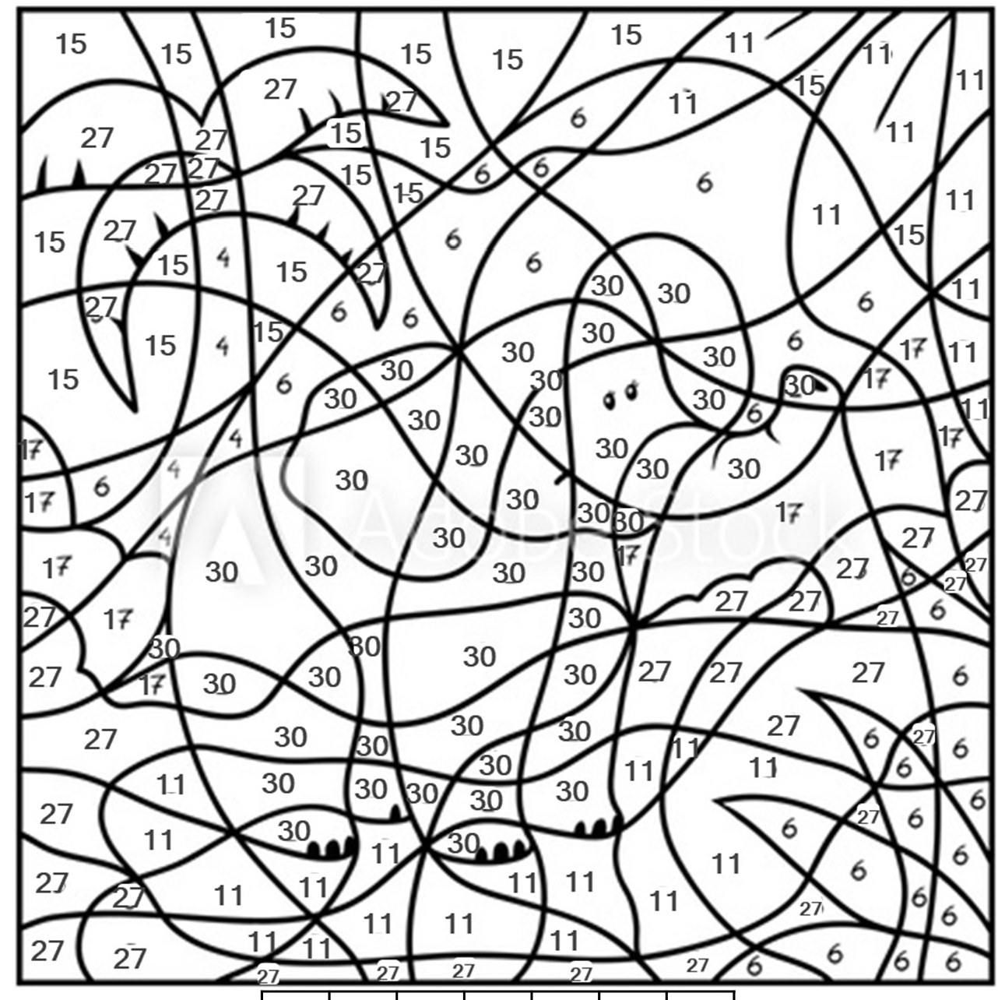 15 15 15 15 15 15 11 11 11
27 27 15 11
27 27 15 15 6 11 11
27 27 15 15 6 6 6
27 27 15 11 11
15 27 6 15
15 4 15 27 6 30 30 11
27 6 6 30 6
15 15 4 15 30 30 6 17 11
15 6 30 30 30 30 30 17
30 30 30 30 6 11
17 4 30 30 30 17 17
4 30 30 30
17 6 30 30 30 30 17 27
4 30 17 27
17 30 30 30 30 27 6 27 27
27 17 30 27 27 27 6
30 30 30
27 17 30 30 30 27 27 27 6
27 30 30 30 30 27 6 27
30 11 11 6 6
11 30 30 30 30 30 11 6
27 11 30 30 6 27 6
11 11 6 6
27 27 11 11 11 11 11 27 6 6
11 11
27 27 11 11 11 6 6 6
27 27 27 27 27 6
Adobe Stock